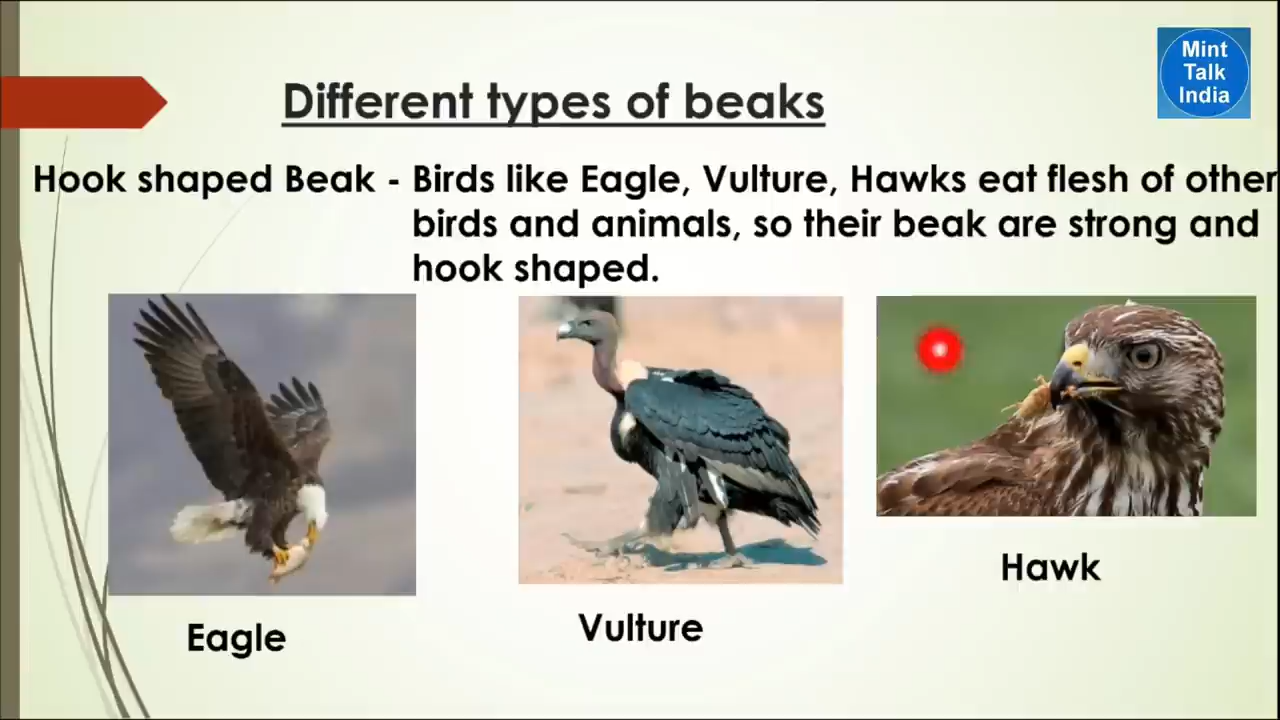 Mint
Talk
India
Different types of beaks
Hook shaped Beak - Birds like Eagle, Vulture, Hawks eat flesh of other
birds and animals, so their beak are strong and
hook shaped.
Hawk
Vulture
Eagle